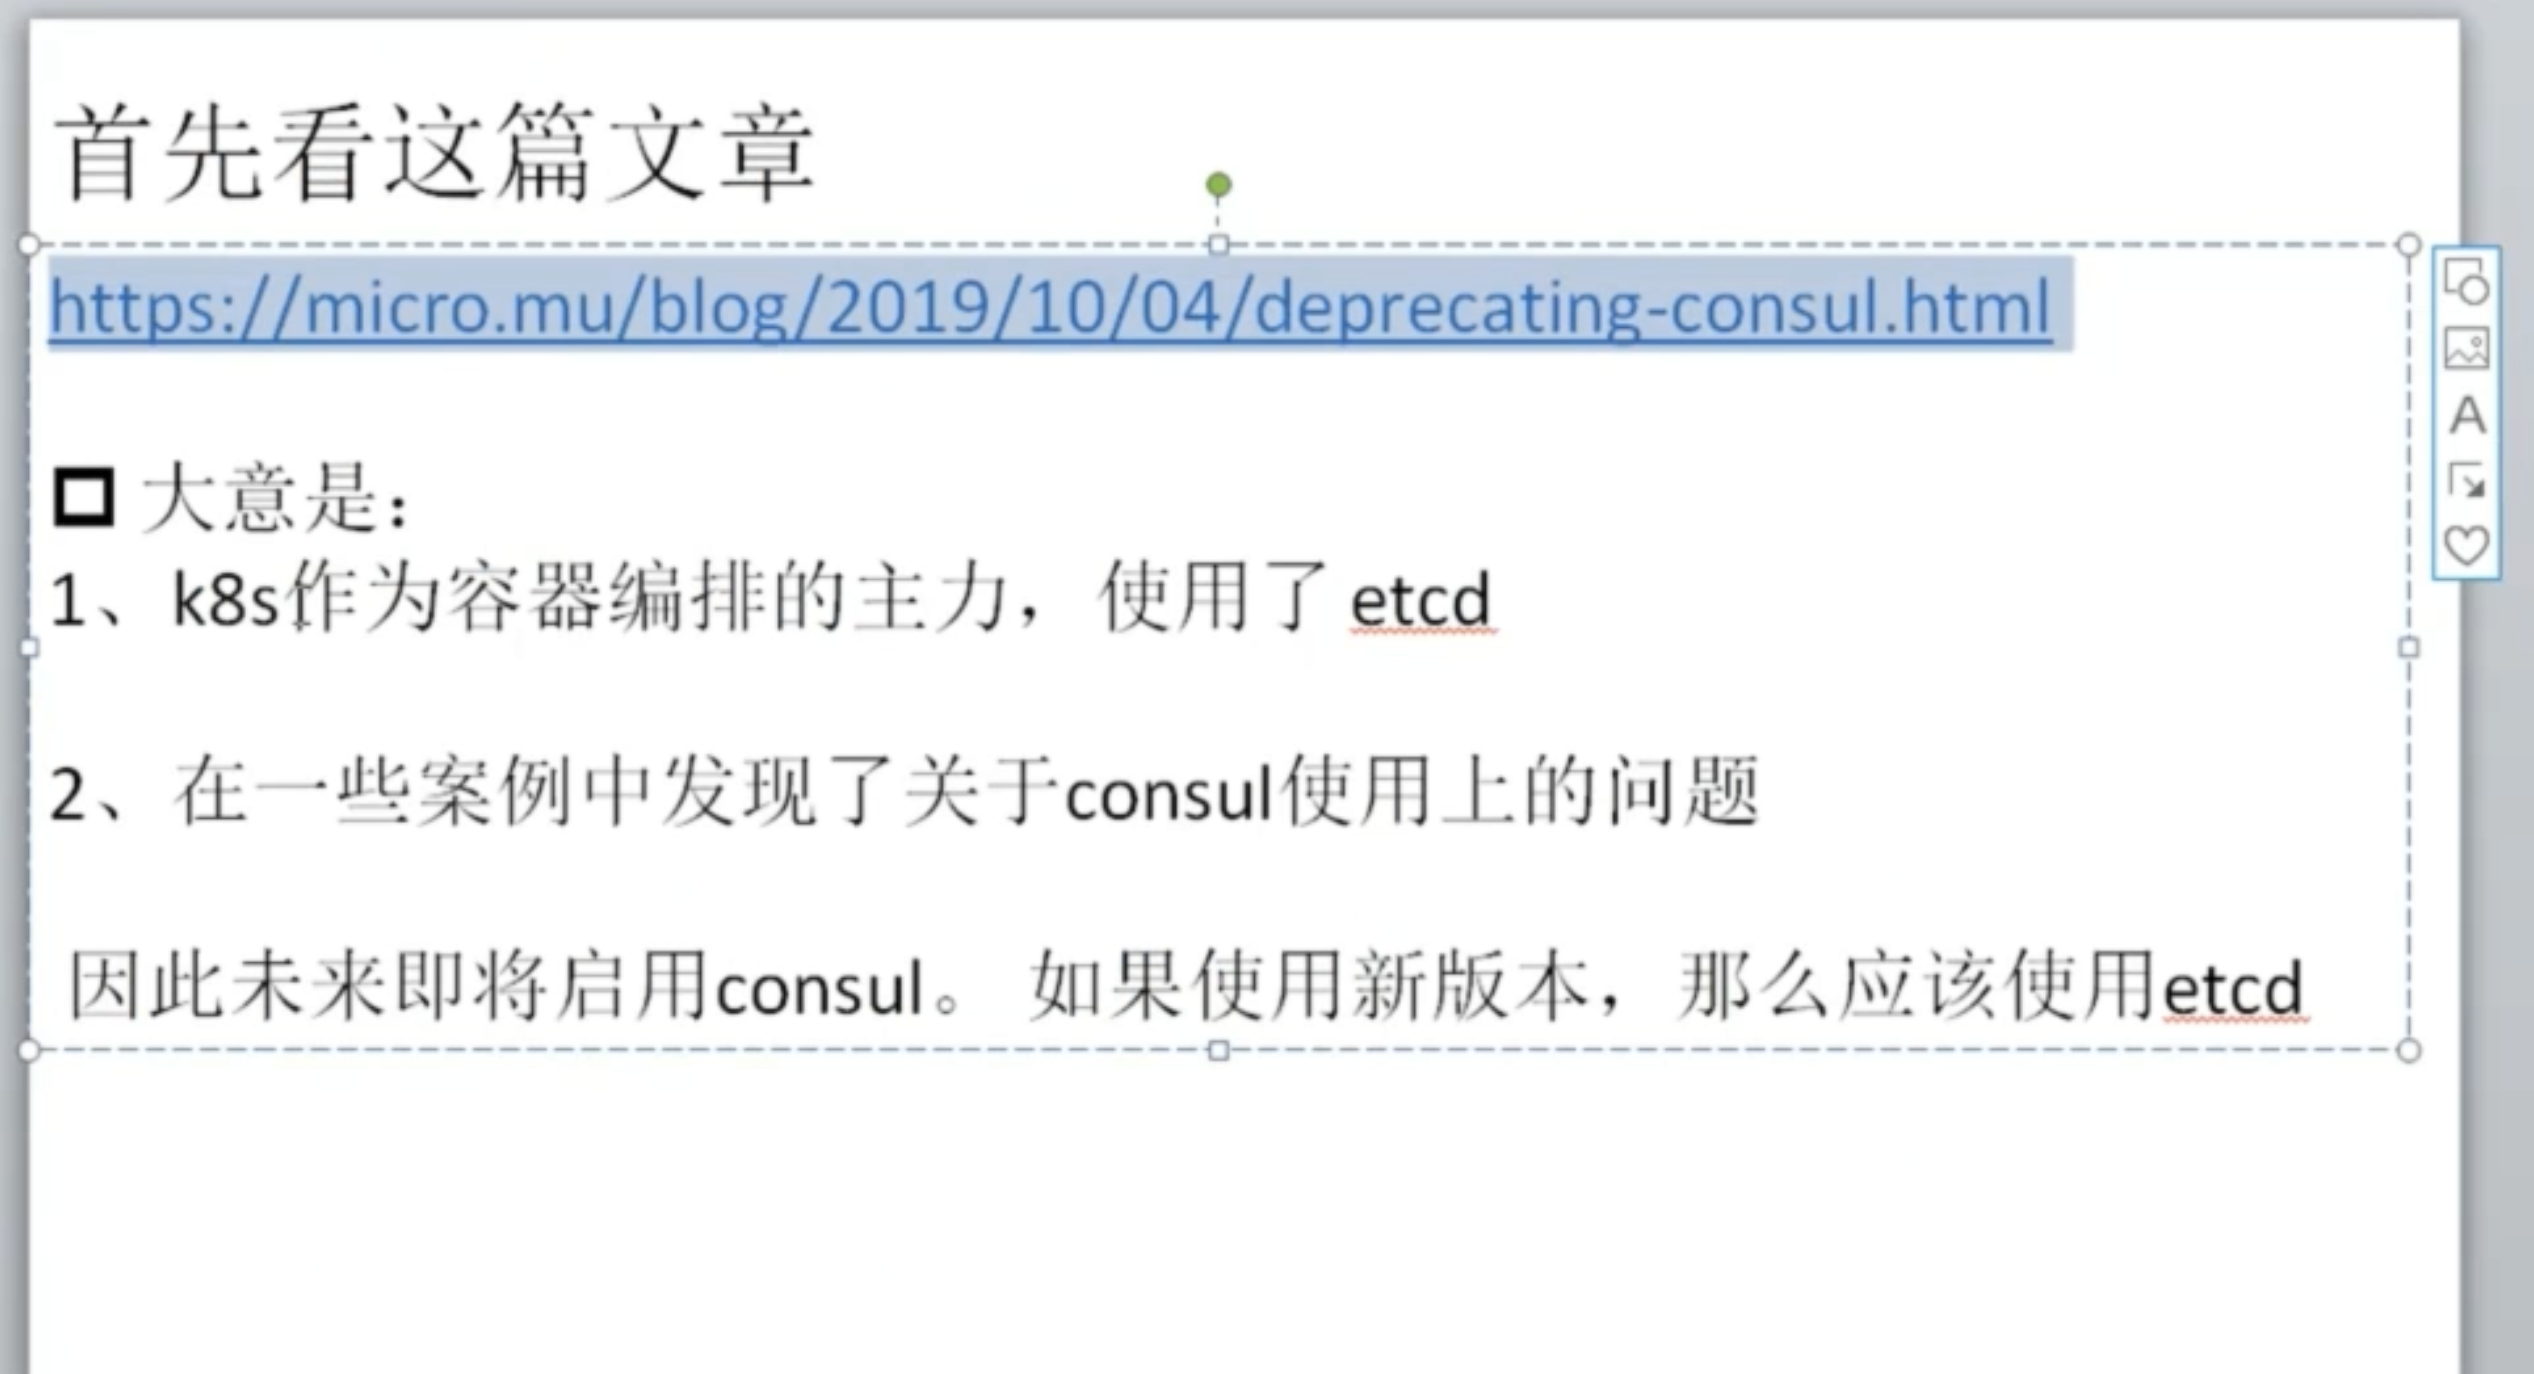 首先看这篇文章
https://micro.mu/blog/2019/10/04/deprecating-consul.html
大意是：
1、k8s作为容器编排的主力，使用了 etcd
2、在一些案例中发现了关于consul使用上的问题
因此未来即将启用consul。 如果使用新版本，那么应该使用etcd